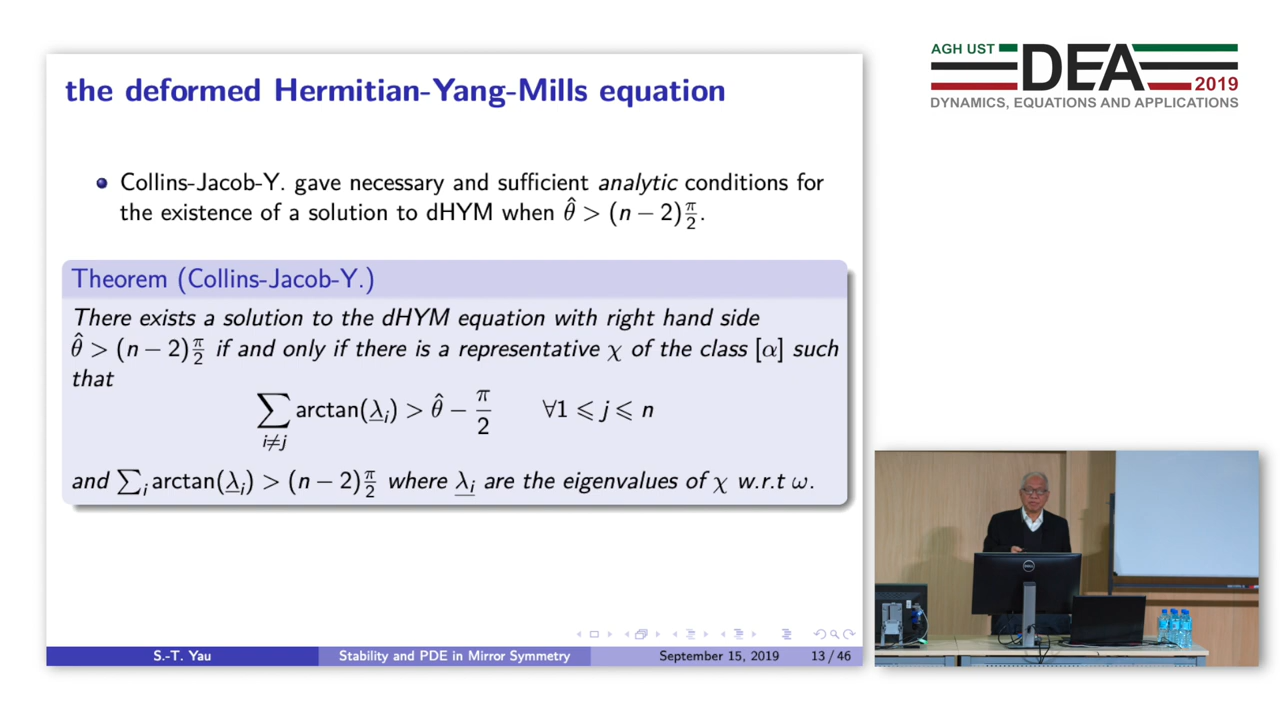 AGH UST
DEA
2019
DYNAMICS, EQUATIONS AND APPLICATIONS
the deformed Hermitian-Yang-Mills equation
Collins-Jacob-Y. gave necessary and sufficient analytic conditions for
the existence of a solution to dHYM when θ̂ > (n − 2)π/2.
Theorem (Collins-Jacob-Y.)
There exists a solution to the dHYM equation with right hand side
θ̂ > (n − 2)π/2 if and only if there is a representative χ of the class [α] such
that
∑_{i≠j} arctan(λ̲_i) > θ̂ − π/2 ∀1 ⩽ j ⩽ n
and ∑_i arctan(λ̲_i) > (n − 2)π/2 where λ̲_i are the eigenvalues of χ w.r.t ω.
S.-T. Yau Stability and PDE in Mirror Symmetry September 15, 2019 13 / 46
DELL